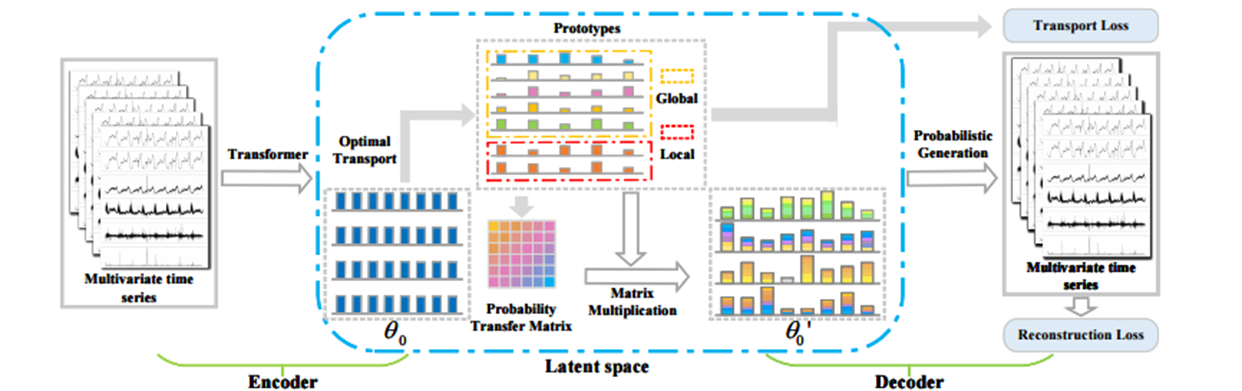 Prototypes
Transport Loss
Global
Local
Optimal
Transport
Transformer
Probabilistic
Generation
Multivariate time
series
Multivariate time
series
Probability
Transfer Matrix
Matrix
Multiplication
θ₀
θ₀'
Reconstruction Loss
Latent space
Encoder
Decoder